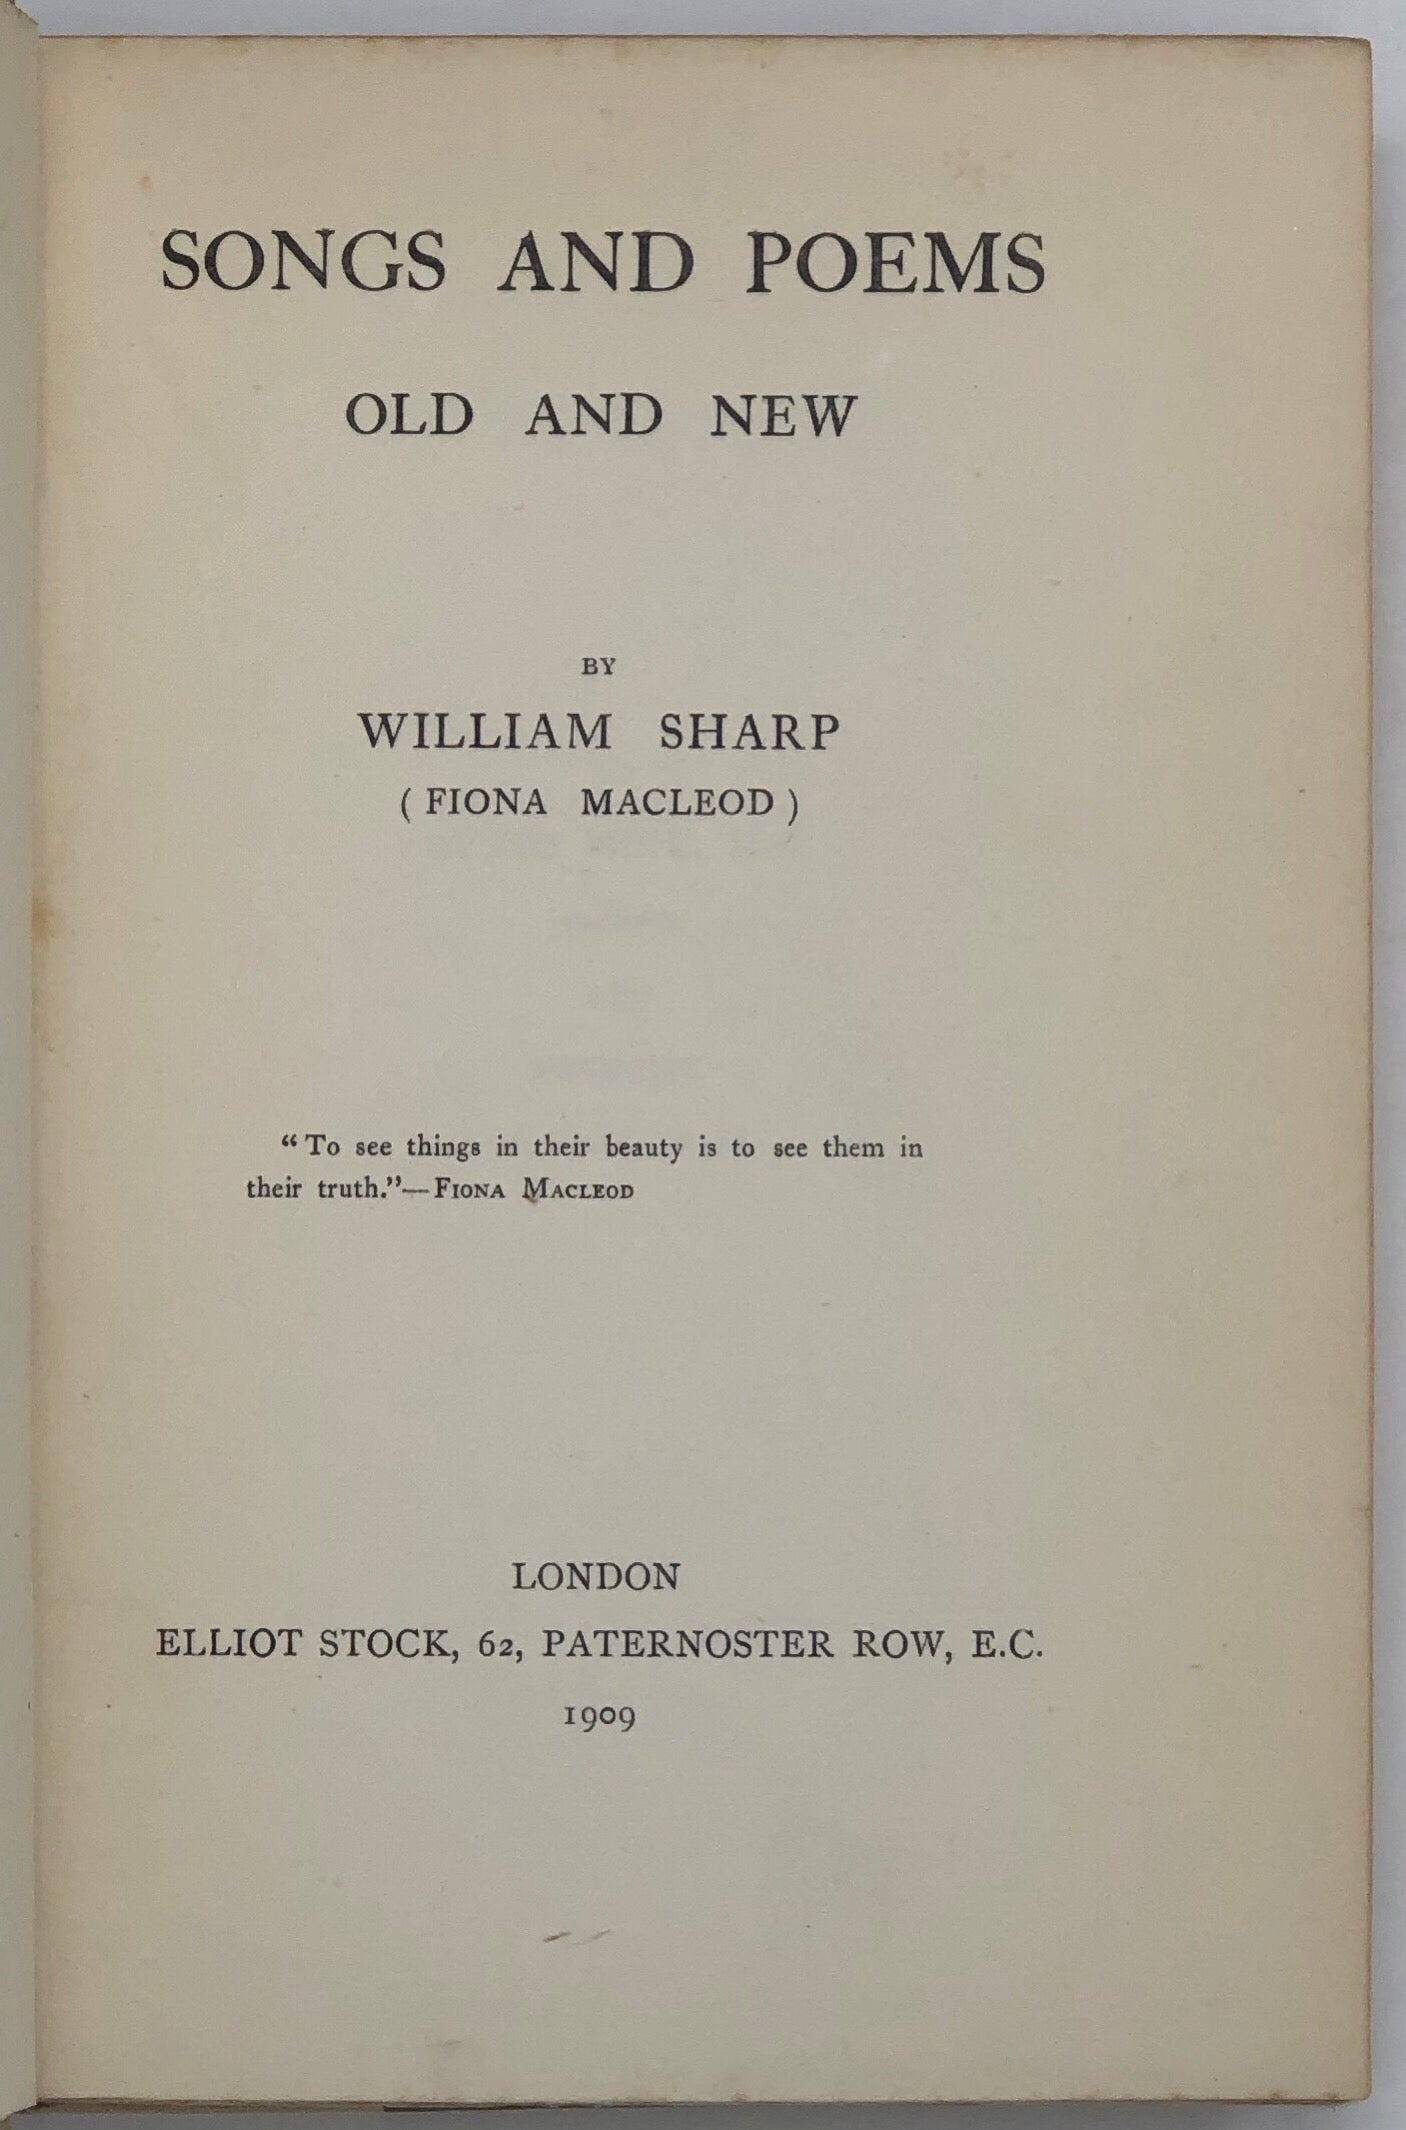 SONGS AND POEMS
OLD AND NEW
BY
WILLIAM SHARP
(FIONA MACLEOD)
“To see things in their beauty is to see them in
their truth.”—FIONA MACLEOD
LONDON
ELLIOT STOCK, 62, PATERNOSTER ROW, E.C.
1909